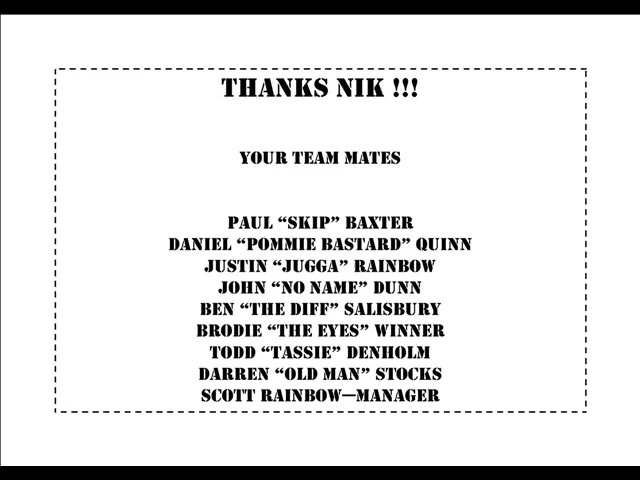 THANKS NIK !!!
YOUR TEAM MATES
PAUL “SKIP” BAXTER
DANIEL “POMMIE BASTARD” QUINN
JUSTIN “JUGGA” RAINBOW
JOHN “NO NAME” DUNN
BEN “THE DIFF” SALISBURY
BRODIE “THE EYES” WINNER
TODD “TASSIE” DENHOLM
DARREN “OLD MAN” STOCKS
SCOTT RAINBOW—MANAGER